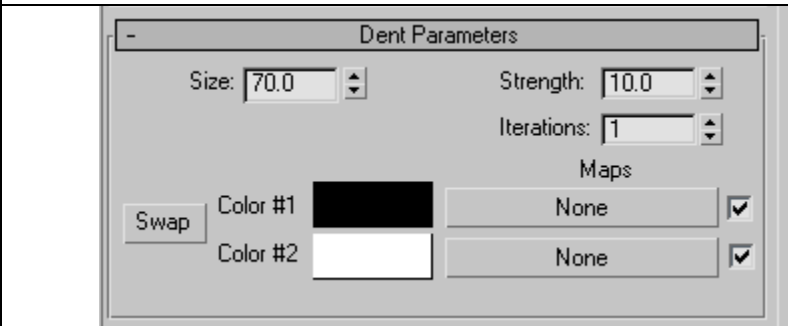 - Dent Parameters
Size: 70.0 Strength: 10.0
Iterations: 1
Maps
Swap Color #1 None
Color #2 None